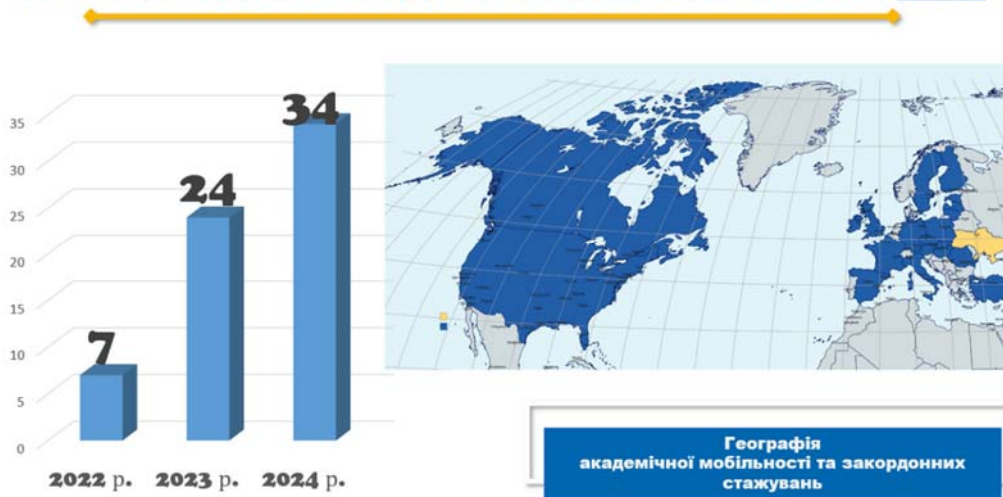 35
30
25
20
15
10
5
0
7
24
34
2022 р.
2023 р.
2024 р.
Географія
академічної мобільності та закордонних
стажувань